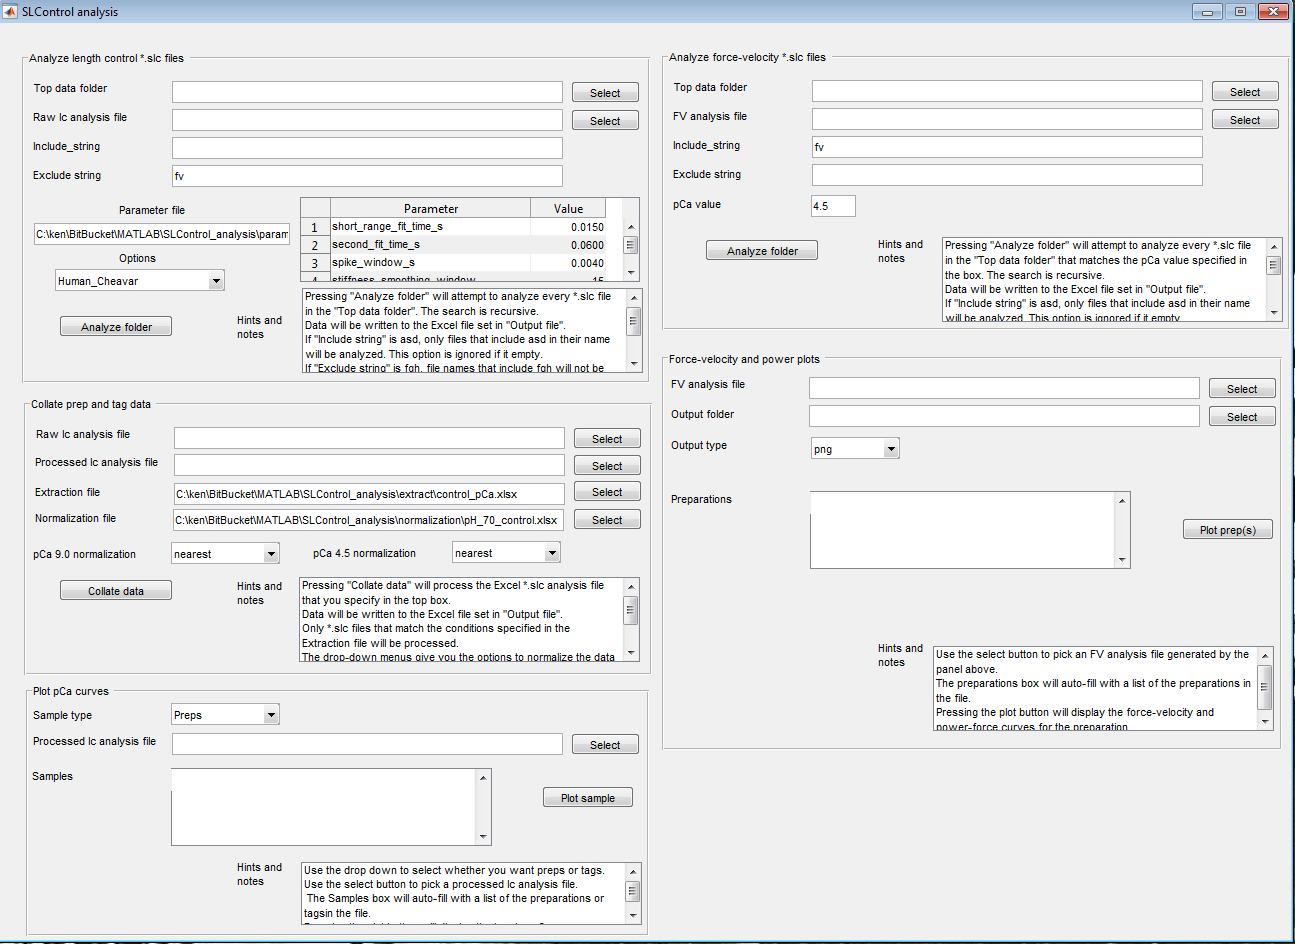 SLControl analysis
Analyze length control *.slc files
Top data folder
Select
Raw lc analysis file
Select
Include_string
Exclude string
fv
Parameter file
C:\ken\BitBucket\MATLAB\SLControl_analysis\param
Options
Human_Cheavar
Analyze folder
Parameter Value
1 short_range_fit_time_s 0.0150
2 second_fit_time_s 0.0600
3 spike_window_s 0.0040
4 stiffness_smoothing_window 15
Hints and
notes
Pressing "Analyze folder" will attempt to analyze every *.slc file
in the "Top data folder". The search is recursive.
Data will be written to the Excel file set in "Output file".
If "Include string" is asd, only files that include asd in their name
will be analyzed. This option is ignored if it empty.
If "Exclude string" is fgh, file names that include fgh will not be
Collate prep and tag data
Raw lc analysis file
Select
Processed lc analysis file
Select
Extraction file
C:\ken\BitBucket\MATLAB\SLControl_analysis\extract\control_pCa.xlsx
Select
Normalization file
C:\ken\BitBucket\MATLAB\SLControl_analysis\normalization\pH_70_control.xlsx
Select
pCa 9.0 normalization
nearest
pCa 4.5 normalization
nearest
Collate data
Hints and
notes
Pressing "Collate data" will process the Excel *.slc analysis file
that you specify in the top box.
Data will be written to the Excel file set in "Output file".
Only *.slc files that match the conditions specified in the
Extraction file will be processed.
The drop-down menus give you the options to normalize the data
Plot pCa curves
Sample type
Preps
Processed lc analysis file
Select
Samples
Plot sample
Hints and
notes
Use the drop down to select whether you want preps or tags.
Use the select button to pick a processed lc analysis file.
The Samples box will auto-fill with a list of the preparations or
tagsin the file.
Analyze force-velocity *.slc files
Top data folder
Select
FV analysis file
Select
Include_string
fv
Exclude string
pCa value
4.5
Analyze folder
Hints and
notes
Pressing "Analyze folder" will attempt to analyze every *.slc file
in the "Top data folder" that matches the pCa value specified in
the box. The search is recursive.
Data will be written to the Excel file set in "Output file".
If "Include string" is asd, only files that include asd in their name
will be analyzed. This option is ignored if it empty
Force-velocity and power plots
FV analysis file
Select
Output folder
Select
Output type
png
Preparations
Plot prep(s)
Hints and
notes
Use the select button to pick an FV analysis file generated by the
panel above.
The preparations box will auto-fill with a list of the preparations in
the file.
Pressing the plot button will display the force-velocity and
power-force curves for the preparation